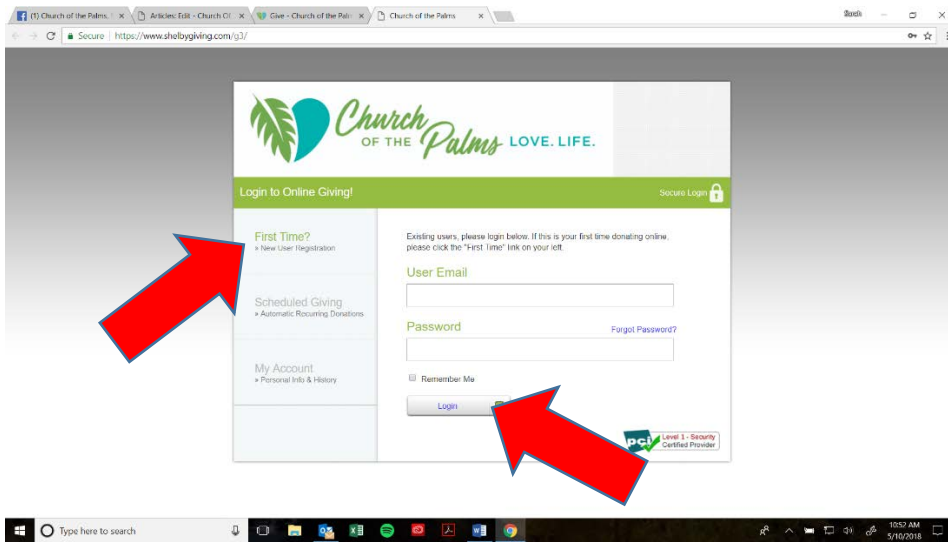 (1) Church of the Palms,
Articles: Edit - Church Of
Give - Church of the Palm
Church of the Palms
Secure
https://www.shelbygiving.com/g3/
Church
OF THE Palms LOVE. LIFE.
Login to Online Giving!
Secure Login
First Time?
» New User Registration
Scheduled Giving
» Automatic Recurring Donations
My Account
» Personal Info & History
Existing users, please login below. If this is your first time donating online,
please click the "First Time" link on your left.
User Email
Password
Forgot Password?
Remember Me
Login
pci
Level 1 - Security
Certified Provider
Type here to search
10:52 AM
5/10/2018